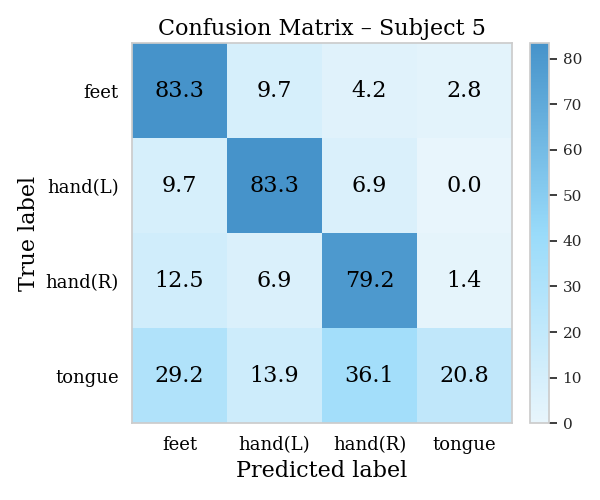 Confusion Matrix – Subject 5
feet 83.3 9.7 4.2 2.8
hand(L) 9.7 83.3 6.9 0.0
hand(R) 12.5 6.9 79.2 1.4
tongue 29.2 13.9 36.1 20.8
feet hand(L) hand(R) tongue
Predicted label
True label
80
70
60
50
40
30
20
10
0